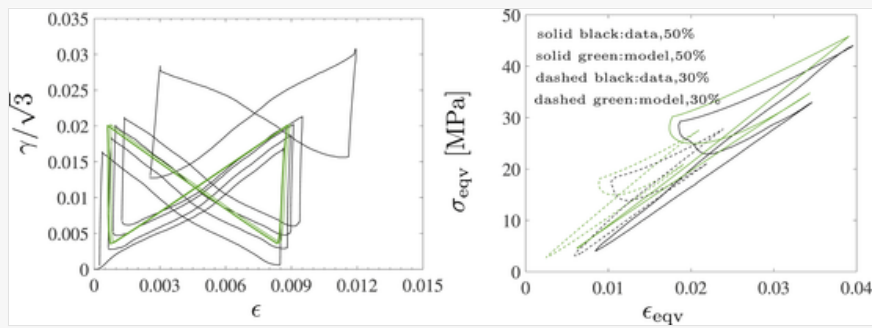 0.035
0.03
0.025
0.02
0.015
0.01
0.005
0
γ/√3
0 0.003 0.006 0.009 0.012 0.015
ϵ
50
40
30
20
10
0
σeqv [MPa]
solid black:data,50%
solid green:model,50%
dashed black:data,30%
dashed green:model,30%
0 0.01 0.02 0.03 0.04
ϵeqv